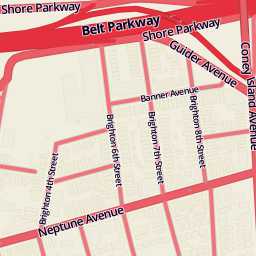 Shore Parkway
Belt Parkway
Shore Parkway
Guider Avenue
Coney Island Avenue
Banner Avenue
Brighton 4th Street
Brighton 6th Street
Brighton 7th Street
Brighton 8th Street
Neptune Avenue